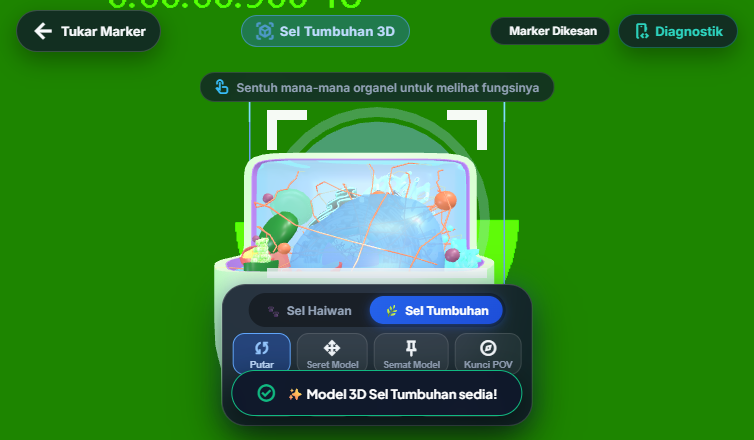 Tukar Marker
Sel Tumbuhan 3D
Marker Dikesan
Diagnostik
Sentuh mana-mana organel untuk melihat fungsinya
Sel Haiwan
Sel Tumbuhan
Putar
Seret Model
Semat Model
Kunci POV
✨ Model 3D Sel Tumbuhan sedia!